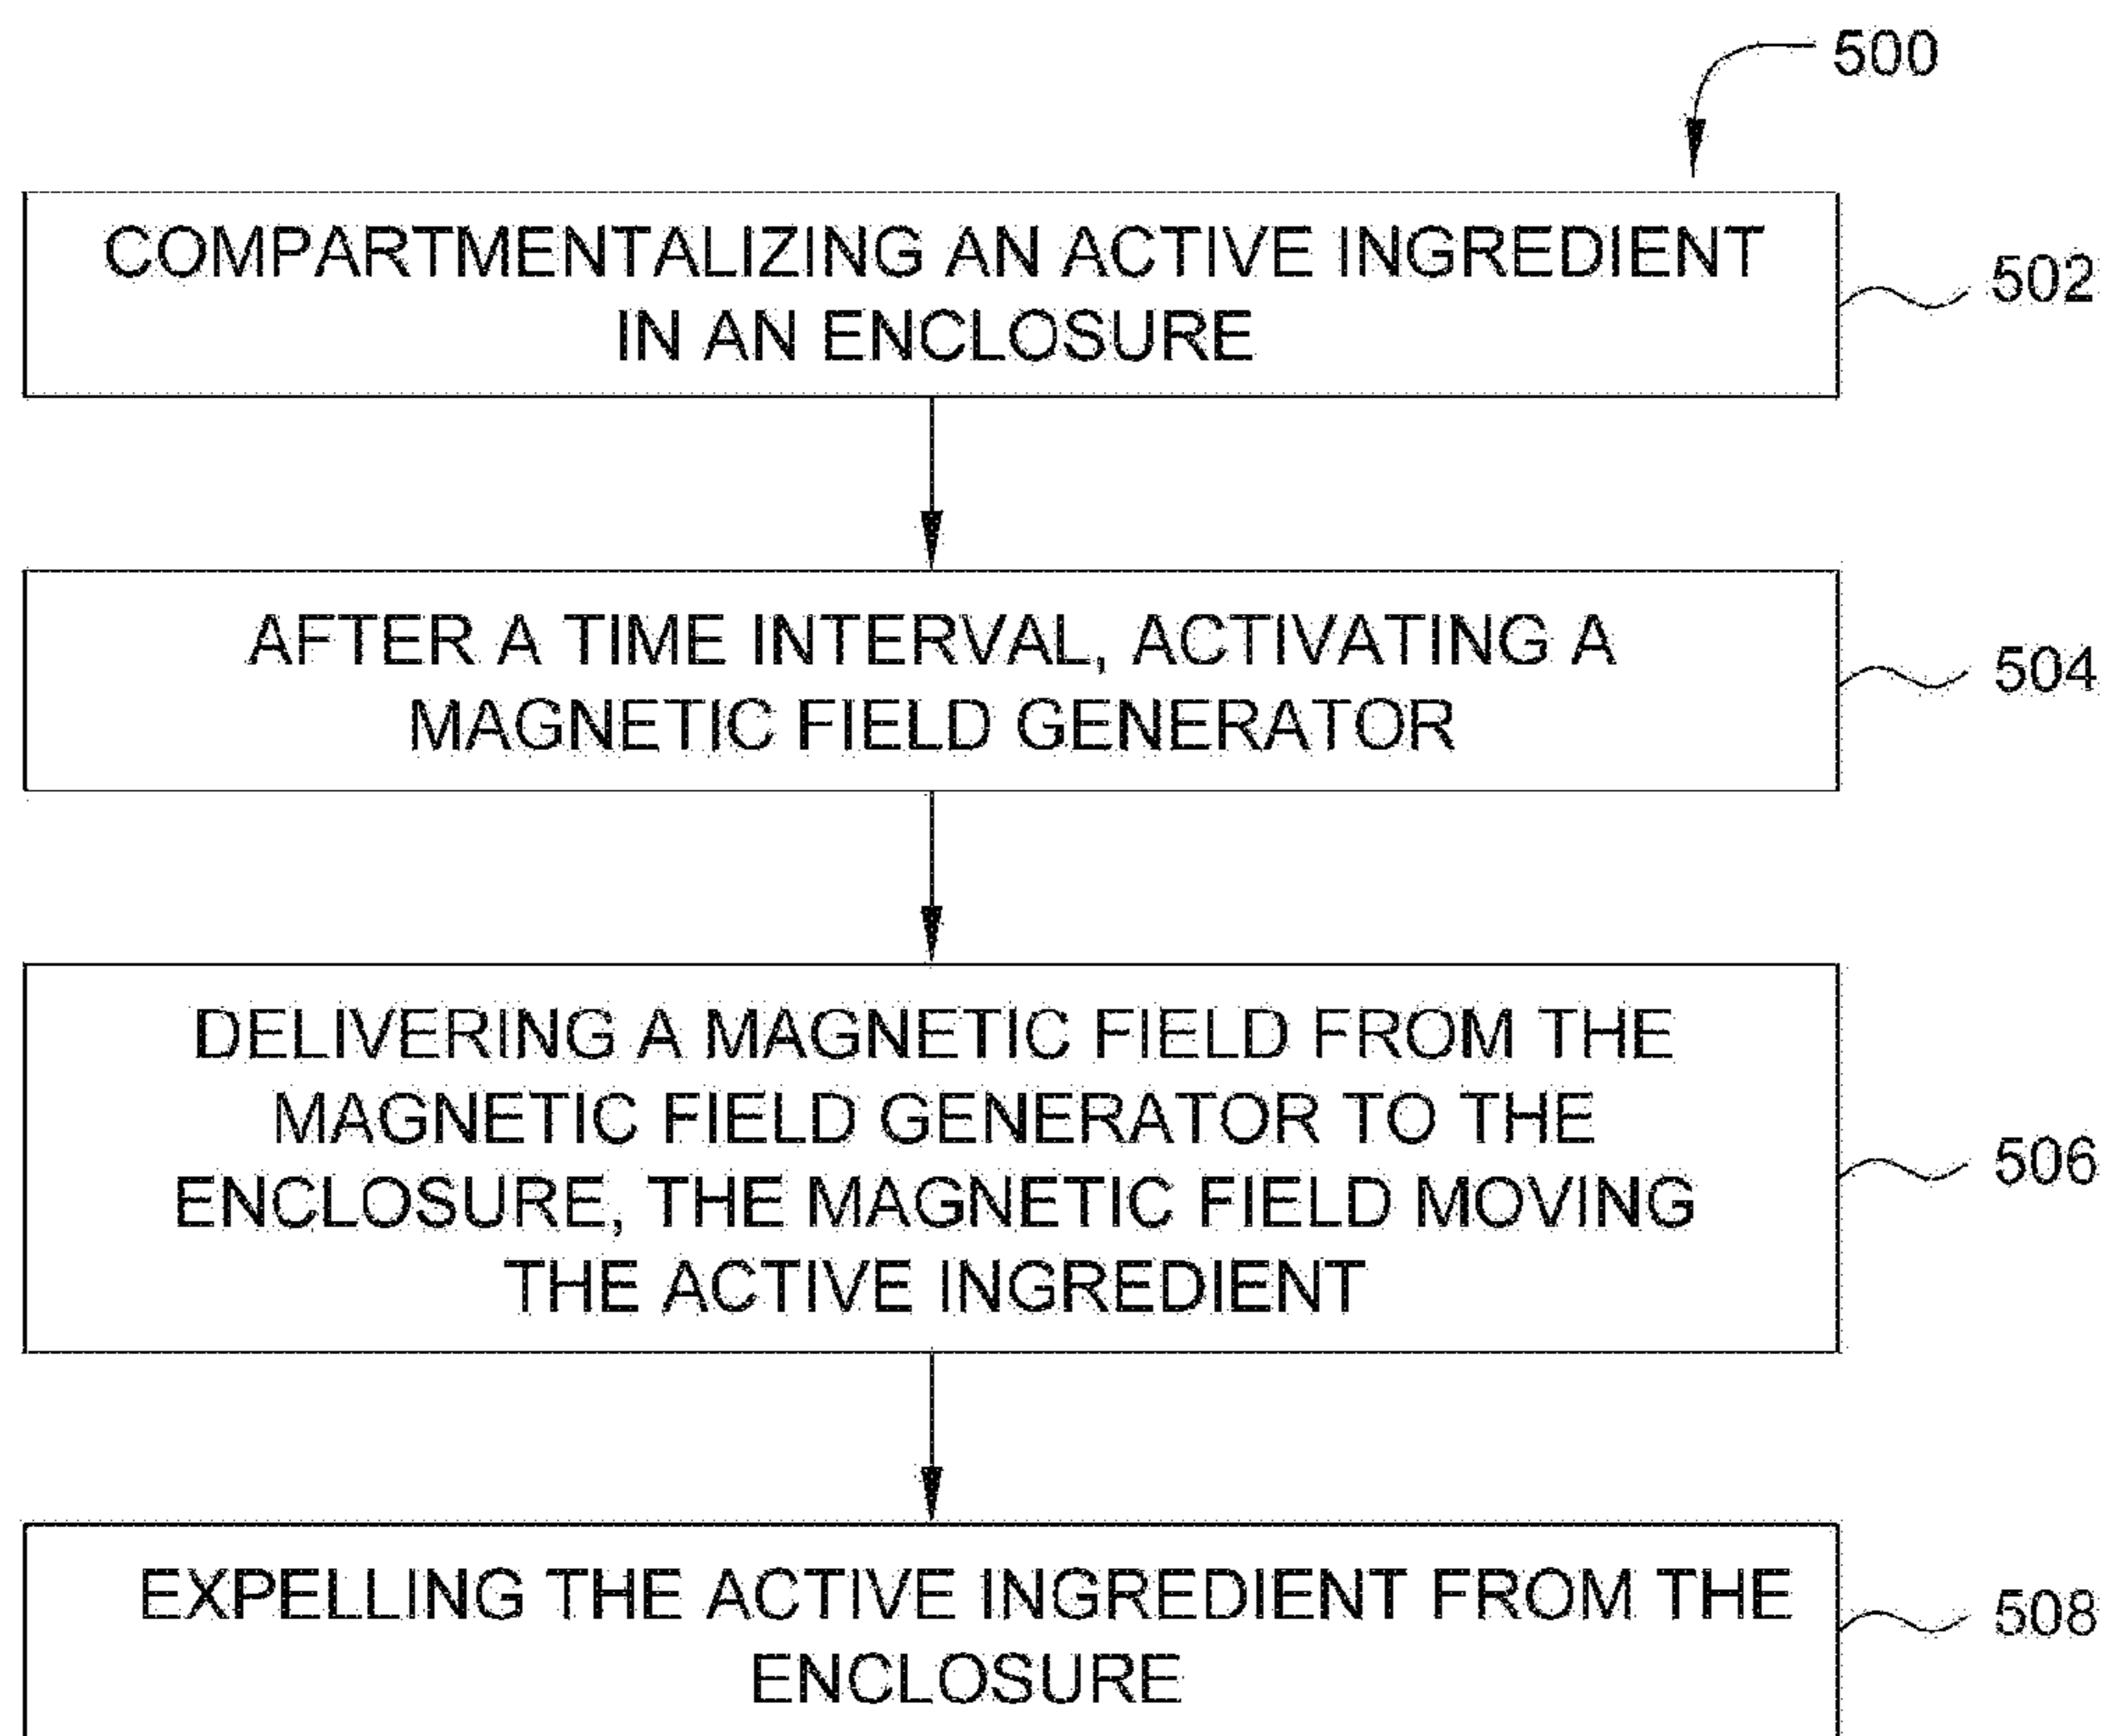 500
COMPARTMENTALIZING AN ACTIVE INGREDIENT
IN AN ENCLOSURE
502
AFTER A TIME INTERVAL, ACTIVATING A
MAGNETIC FIELD GENERATOR
504
DELIVERING A MAGNETIC FIELD FROM THE
MAGNETIC FIELD GENERATOR TO THE
ENCLOSURE, THE MAGNETIC FIELD MOVING
THE ACTIVE INGREDIENT
506
EXPELLING THE ACTIVE INGREDIENT FROM THE
ENCLOSURE
508